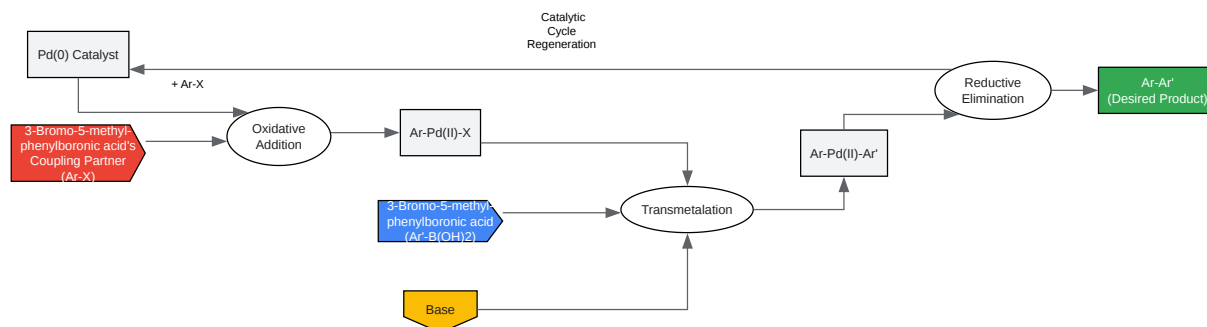 Catalytic
Cycle
Regeneration
Pd(0) Catalyst
+ Ar-X
Reductive
Elimination
Ar-Ar'
(Desired Product)
3-Bromo-5-methyl-
phenylboronic acid's
Coupling Partner
(Ar-X)
Oxidative
Addition
Ar-Pd(II)-X
Ar-Pd(II)-Ar'
3-Bromo-5-methyl-
phenylboronic acid
(Ar'-B(OH)2)
Transmetalation
Base